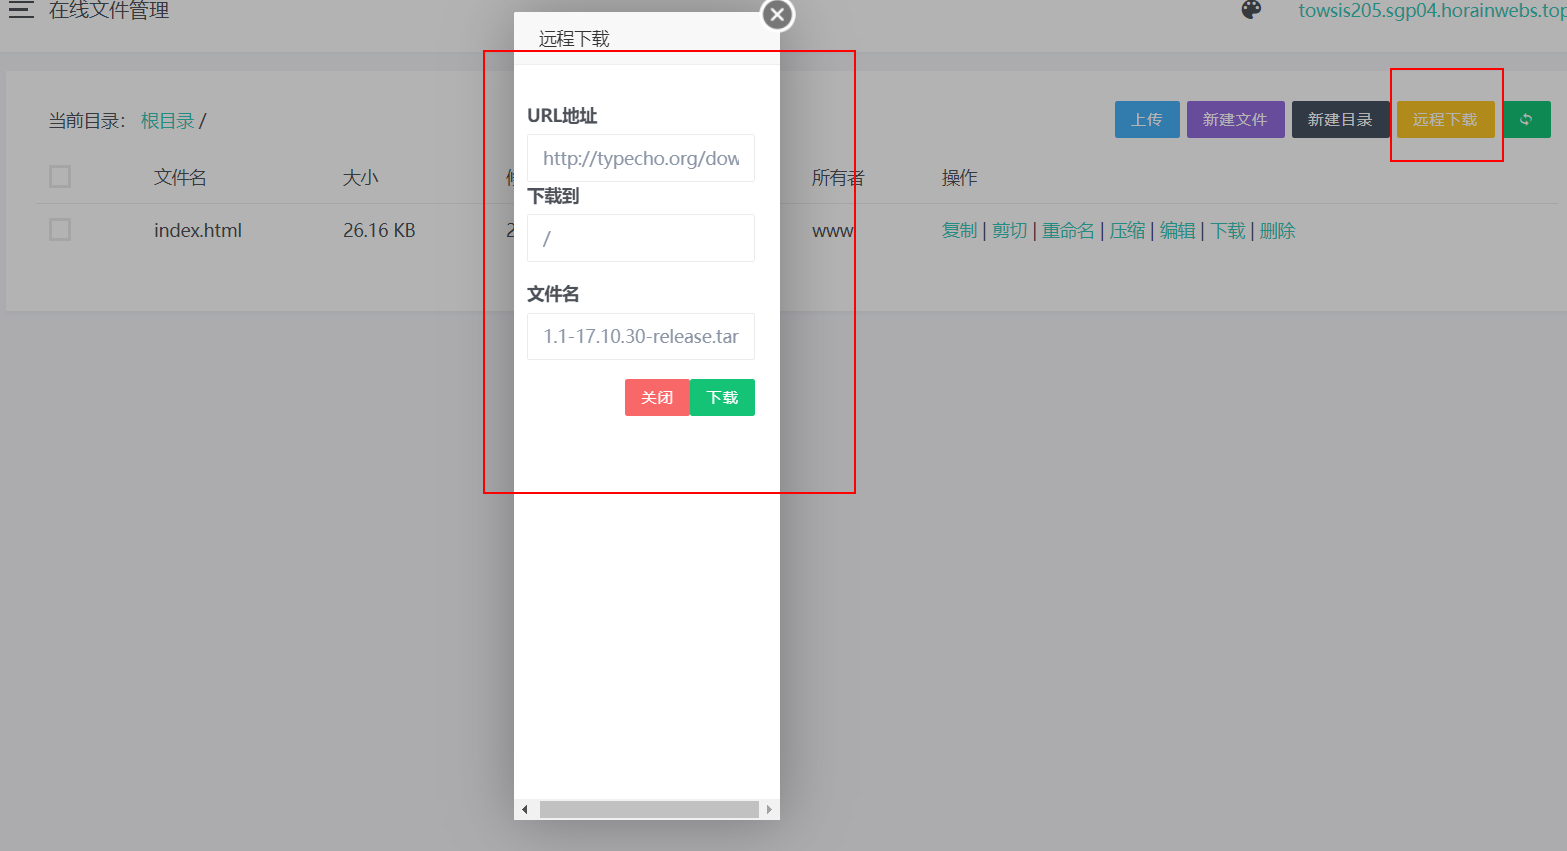 在线文件管理
towsis205.sgp04.horainwebs.top
远程下载
当前目录： 根目录 /
上传 新建文件 新建目录 远程下载
文件名 大小 所有者 操作
index.html 26.16 KB 2 www 复制 | 剪切 | 重命名 | 压缩 | 编辑 | 下载 | 删除
URL地址
http://typecho.org/dow
下载到
/
文件名
1.1-17.10.30-release.tar
关闭 下载